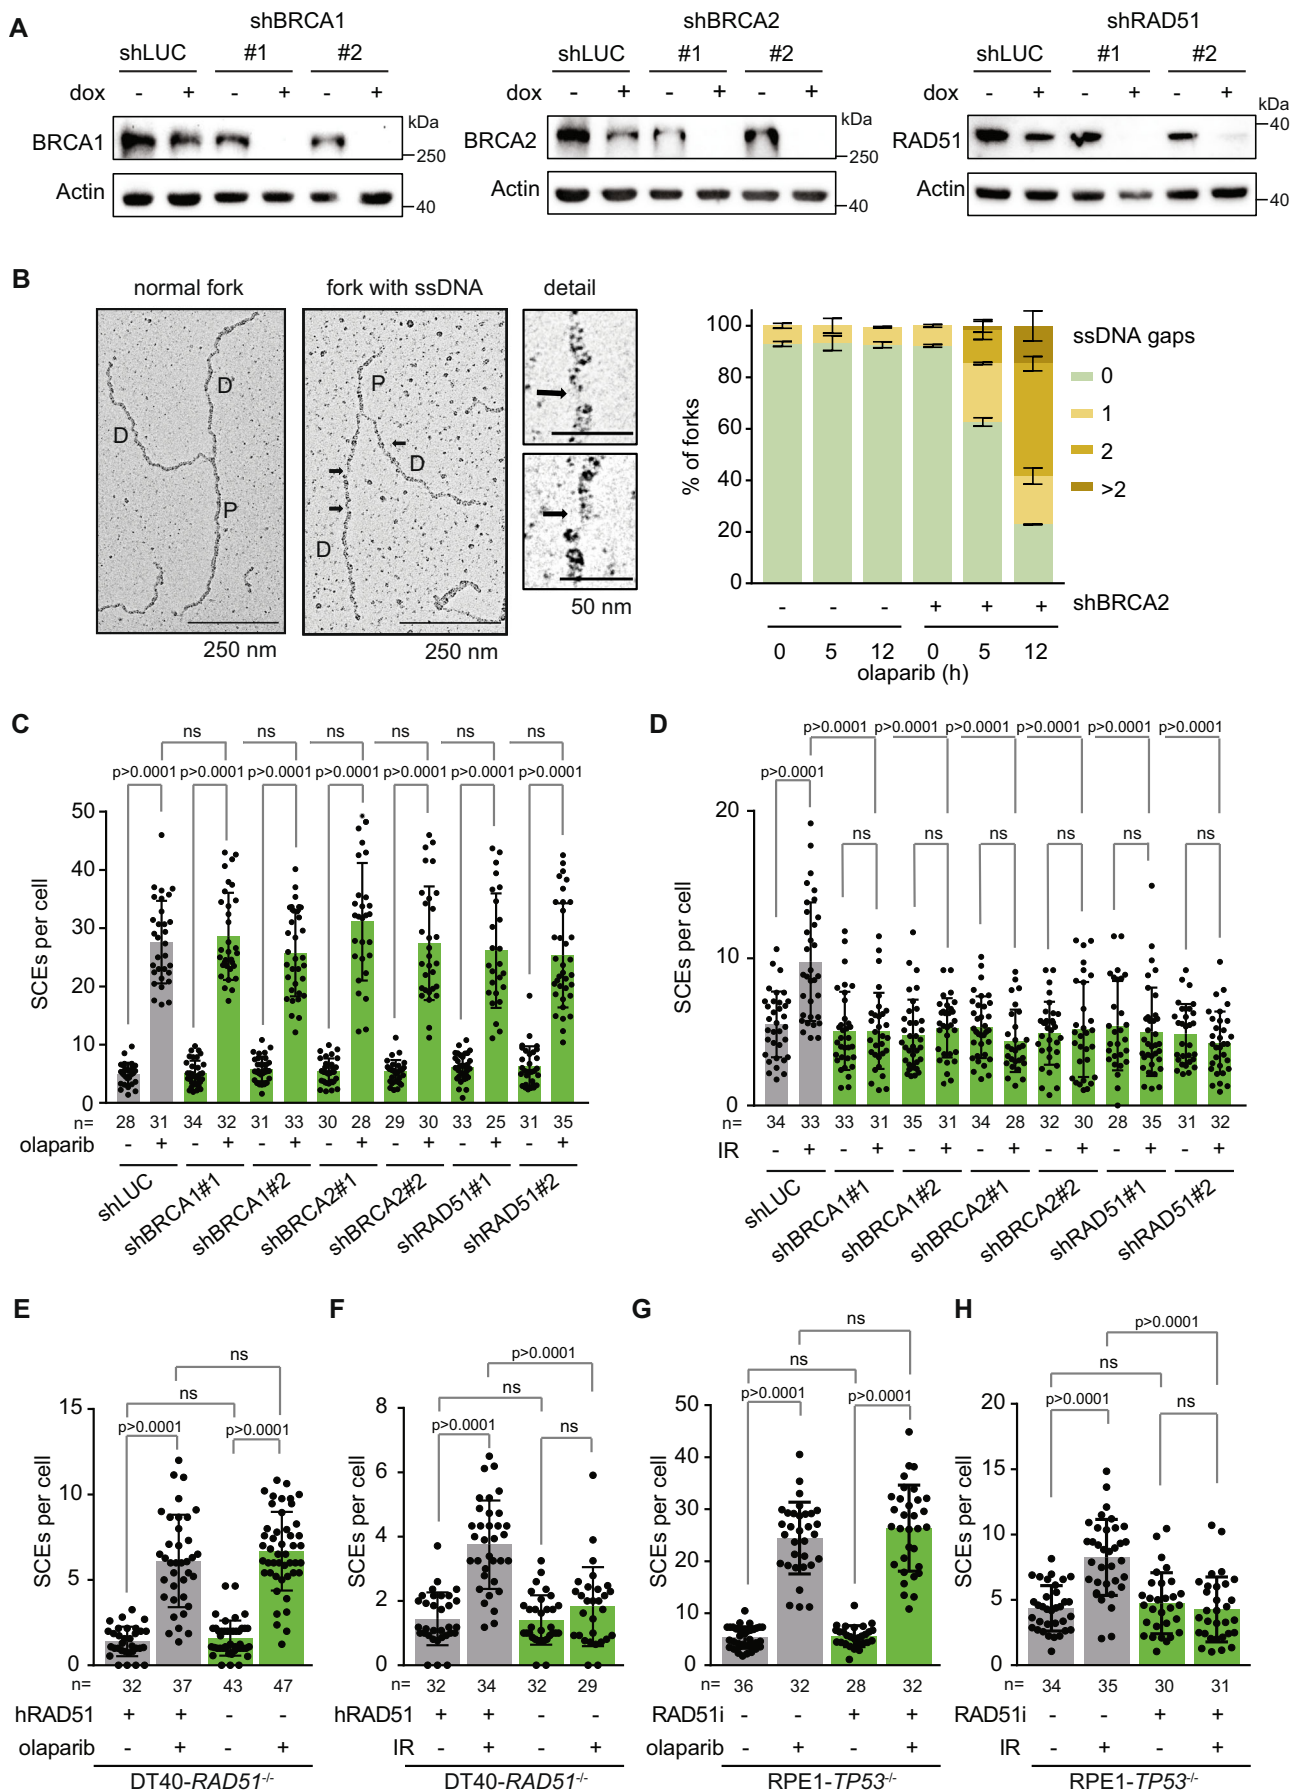 A
shBRCA1
shLUC #1 #2
dox - + - + - +
kDa
BRCA1
250
Actin
40
shBRCA2
shLUC #1 #2
dox - + - + - +
kDa
BRCA2
250
Actin
40
shRAD51
shLUC #1 #2
dox - + - + - +
kDa
40
RAD51
Actin
40
B
normal fork
D
D
P
250 nm
fork with ssDNA
P
D
D
250 nm
detail
50 nm
% of forks
100
80
60
40
20
0
ssDNA gaps
0
1
2
>2
- - - + + + shBRCA2
0 5 12 0 5 12
olaparib (h)
C
ns ns ns ns ns ns
p>0.0001 p>0.0001 p>0.0001 p>0.0001 p>0.0001 p>0.0001 p>0.0001
SCEs per cell
50
40
30
20
10
0
n= 28 31 34 32 31 33 30 28 29 30 33 25 31 35
olaparib - + - + - + - + - + - + - +
shLUC shBRCA1#1 shBRCA1#2 shBRCA2#1 shBRCA2#2 shRAD51#1 shRAD51#2
D
p>0.0001 p>0.0001 p>0.0001 p>0.0001 p>0.0001 p>0.0001
p>0.0001
ns ns ns ns ns ns
SCEs per cell
20
10
0
n= 34 33 33 31 35 31 34 28 32 30 28 35 31 32
IR - + - + - + - + - + - + - +
shLUC shBRCA1#1 shBRCA1#2 shBRCA2#1 shBRCA2#2 shRAD51#1 shRAD51#2
E
ns
ns
p>0.0001 p>0.0001
SCEs per cell
15
10
5
0
n= 32 37 43 47
hRAD51 + + - -
olaparib - + - +
DT40-RAD51-/-
F
p>0.0001
ns
p>0.0001 ns
SCEs per cell
8
6
4
2
0
n= 32 34 32 29
hRAD51 + + - -
IR - + - +
DT40-RAD51-/-
G
ns
ns
p>0.0001 p>0.0001
SCEs per cell
50
40
30
20
10
0
n= 36 32 28 32
RAD51i - - + +
olaparib - + - +
RPE1-TP53-/-
H
p>0.0001
ns
p>0.0001 ns
SCEs per cell
20
15
10
5
0
n= 34 35 30 31
RAD51i - - + +
IR - + - +
RPE1-TP53-/-